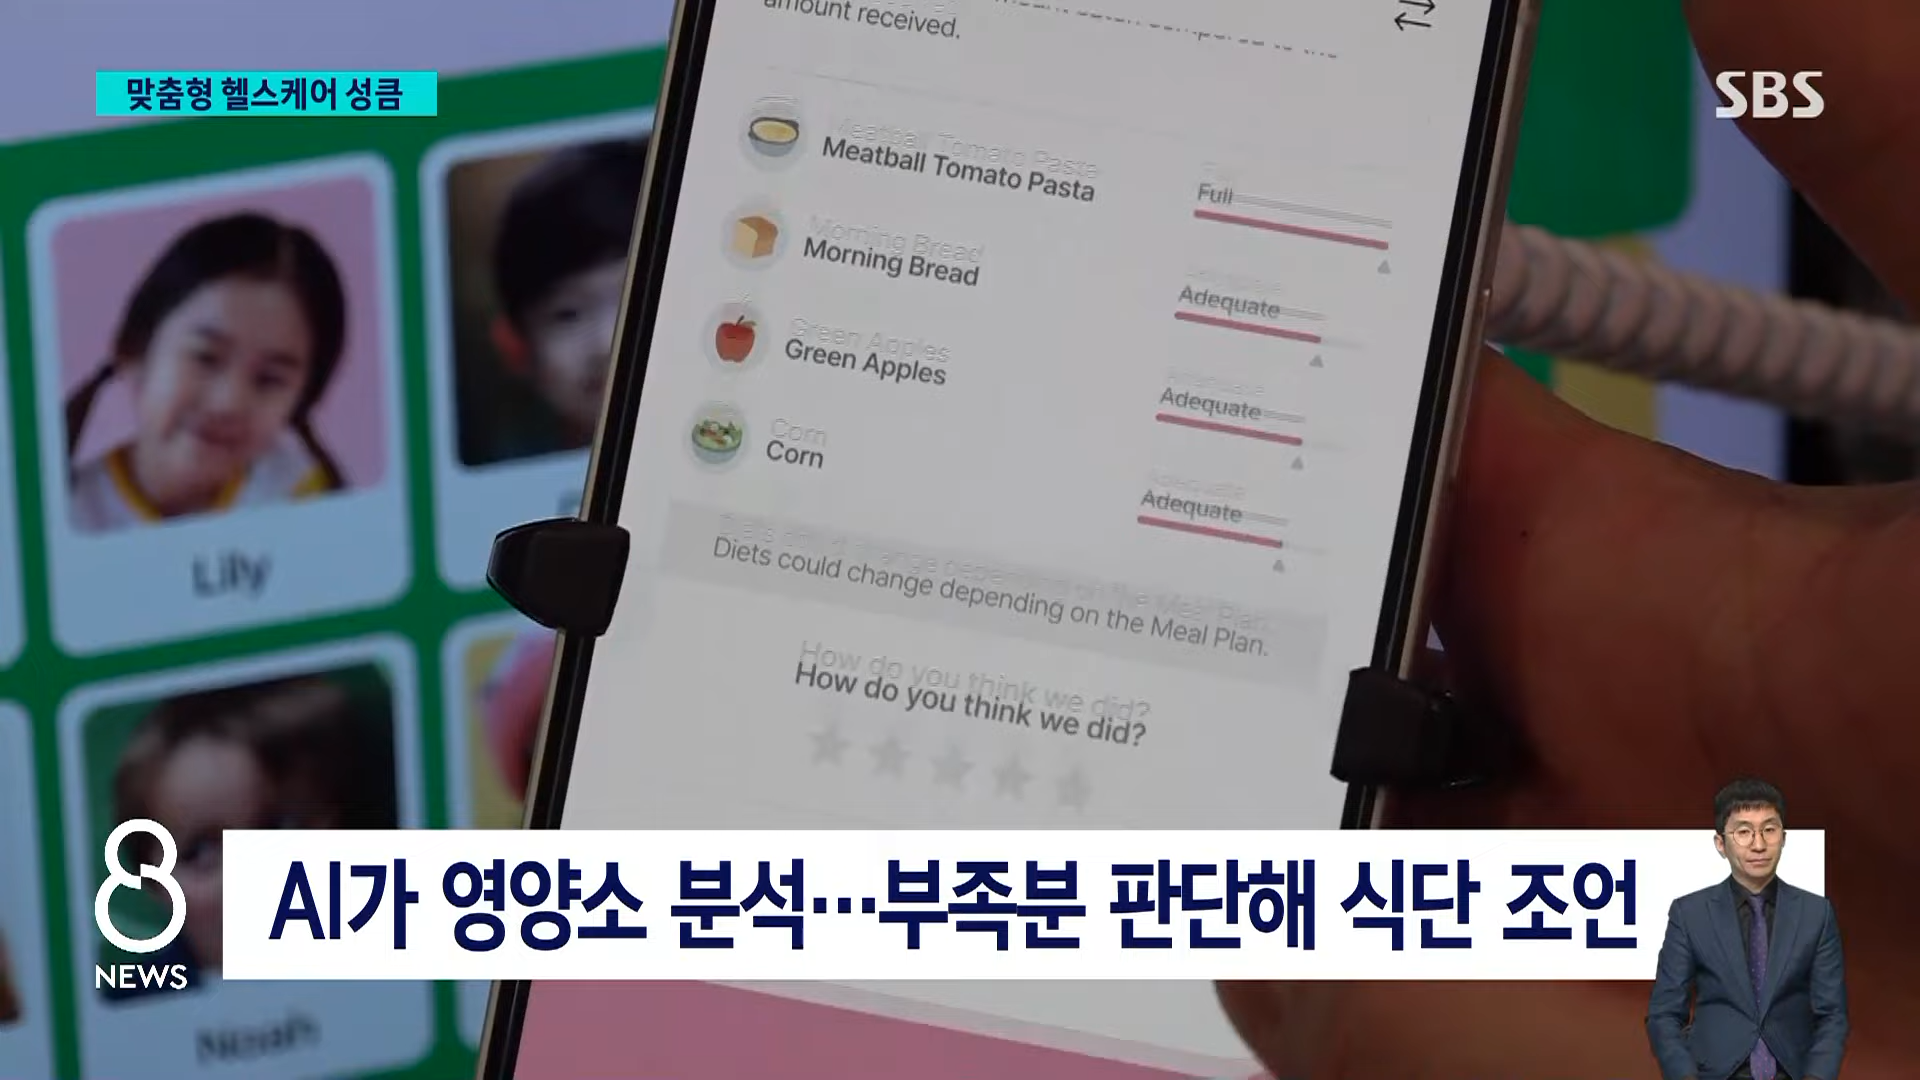 맞춤형 헬스케어 성큼
SBS
amount received.
Meatball Tomato Pasta
Full
Morning Bread
Adequate
Green Apples
Adequate
Corn
Adequate
Diets could change depending on the Meal Plan.
How do you think we did?
Lily
Noah
8
NEWS
AI가 영양소 분석…부족분 판단해 식단 조언